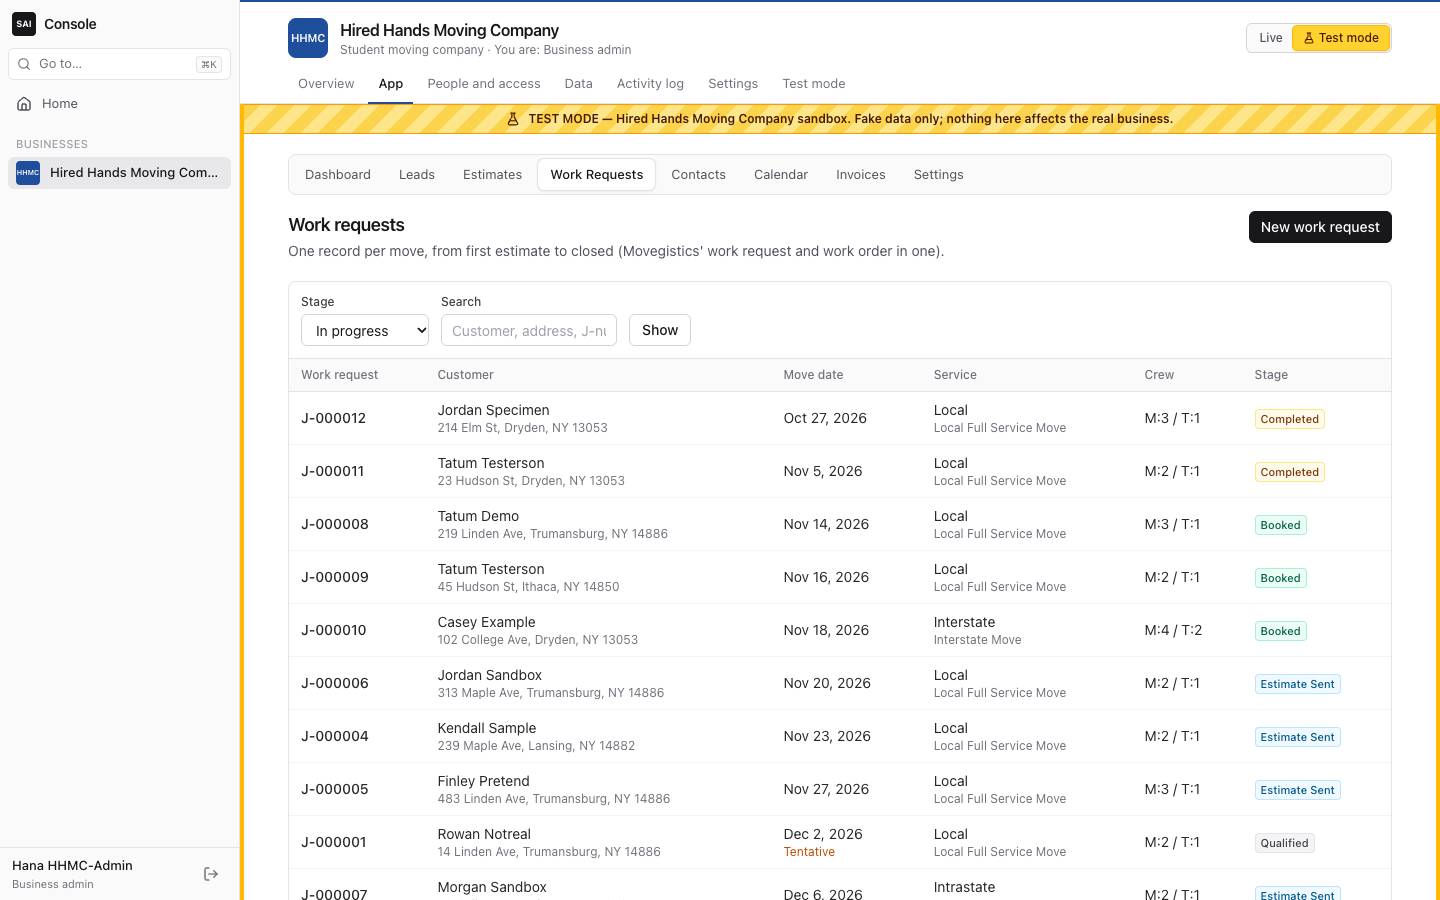 SAI Console
Go to... ⌘K
Home
BUSINESSES
HHMC Hired Hands Moving Com...
Hana HHMC-Admin
Business admin
HHMC
Hired Hands Moving Company
Student moving company · You are: Business admin
Live Test mode
Overview App People and access Data Activity log Settings Test mode
TEST MODE — Hired Hands Moving Company sandbox. Fake data only; nothing here affects the real business.
Dashboard Leads Estimates Work Requests Contacts Calendar Invoices Settings
Work requests
New work request
One record per move, from first estimate to closed (Movegistics' work request and work order in one).
Stage Search
In progress Customer, address, J-nu Show
Work request Customer Move date Service Crew Stage
J-000012 Jordan Specimen Oct 27, 2026 Local M:3 / T:1 Completed
214 Elm St, Dryden, NY 13053 Local Full Service Move
J-000011 Tatum Testerson Nov 5, 2026 Local M:2 / T:1 Completed
23 Hudson St, Dryden, NY 13053 Local Full Service Move
J-000008 Tatum Demo Nov 14, 2026 Local M:3 / T:1 Booked
219 Linden Ave, Trumansburg, NY 14886 Local Full Service Move
J-000009 Tatum Testerson Nov 16, 2026 Local M:2 / T:1 Booked
45 Hudson St, Ithaca, NY 14850 Local Full Service Move
J-000010 Casey Example Nov 18, 2026 Interstate M:4 / T:2 Booked
102 College Ave, Dryden, NY 13053 Interstate Move
J-000006 Jordan Sandbox Nov 20, 2026 Local M:2 / T:1 Estimate Sent
313 Maple Ave, Trumansburg, NY 14886 Local Full Service Move
J-000004 Kendall Sample Nov 23, 2026 Local M:2 / T:1 Estimate Sent
239 Maple Ave, Lansing, NY 14882 Local Full Service Move
J-000005 Finley Pretend Nov 27, 2026 Local M:3 / T:1 Estimate Sent
483 Linden Ave, Trumansburg, NY 14886 Local Full Service Move
J-000001 Rowan Notreal Dec 2, 2026 Local M:2 / T:1 Qualified
14 Linden Ave, Trumansburg, NY 14886 Tentative Local Full Service Move
J-000007 Morgan Sandbox Dec 6, 2026 Intrastate M:2 / T:1 Estimate Sent